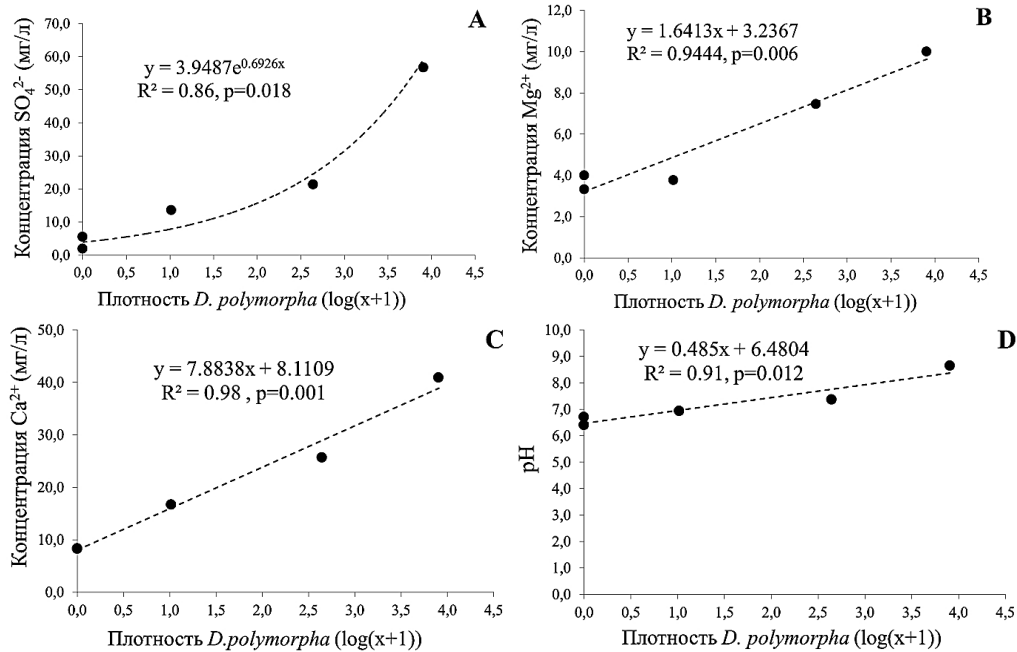 A
y = 3.9487e^0.6926x
R² = 0.86, p=0.018
Концентрация SO₄²⁻ (мг/л)
70,0
60,0
50,0
40,0
30,0
20,0
10,0
0,0
0,0 0,5 1,0 1,5 2,0 2,5 3,0 3,5 4,0 4,5
Плотность D. polymorpha (log(x+1))
B
y = 1.6413x + 3.2367
R² = 0.9444, p=0.006
Концентрация Mg²⁺ (мг/л)
12,0
10,0
8,0
6,0
4,0
2,0
0,0
0,0 0,5 1,0 1,5 2,0 2,5 3,0 3,5 4,0 4,5
Плотность D. polymorpha (log(x+1))
C
y = 7.8838x + 8.1109
R² = 0.98 , p=0.001
Концентрация Ca²⁺ (мг/л)
50,0
40,0
30,0
20,0
10,0
0,0
0,0 0,5 1,0 1,5 2,0 2,5 3,0 3,5 4,0 4,5
Плотность D.polymorpha (log(x+1))
D
y = 0.485x + 6.4804
R² = 0.91, p=0.012
pH
10,0
9,0
8,0
7,0
6,0
5,0
4,0
3,0
2,0
1,0
0,0
0,0 0,5 1,0 1,5 2,0 2,5 3,0 3,5 4,0 4,5
Плотность D. polymorpha (log(x+1))